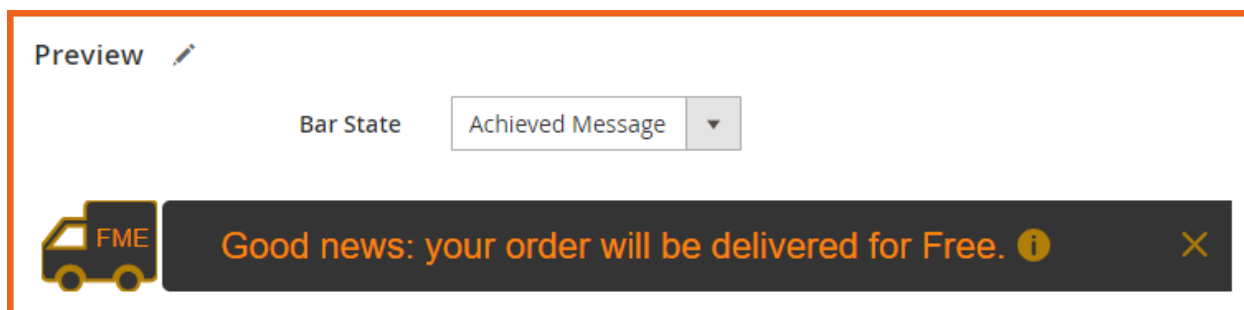 Preview
Bar State Achieved Message
FME Good news: your order will be delivered for Free.